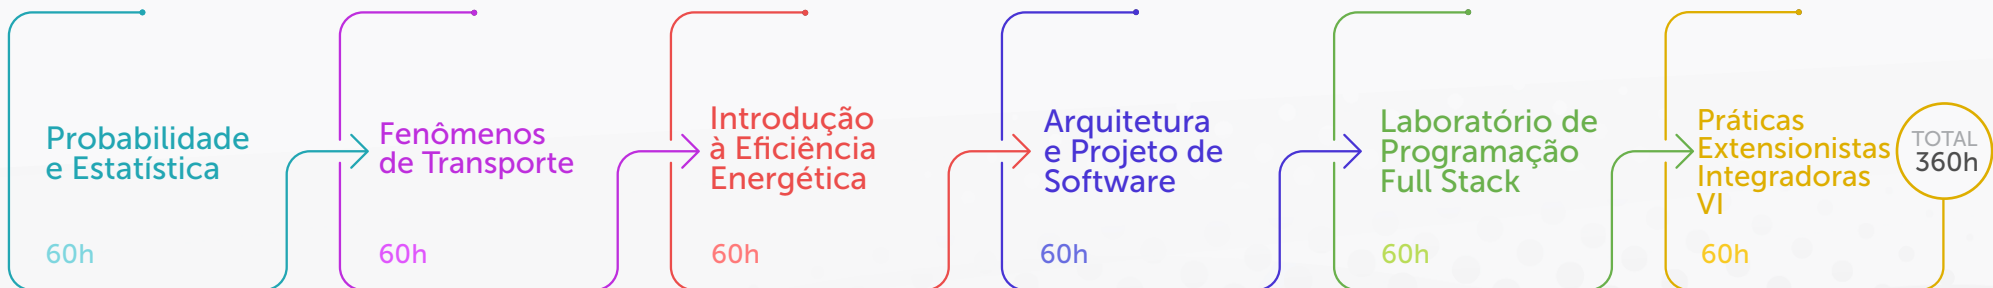 Probabilidade
e Estatística
60h
Fenômenos
de Transporte
60h
Introdução
à Eficiência
Energética
60h
Arquitetura
e Projeto de
Software
60h
Laboratório de
Programação
Full Stack
60h
Práticas
Extensionistas
Integradoras
VI
60h
TOTAL
360h